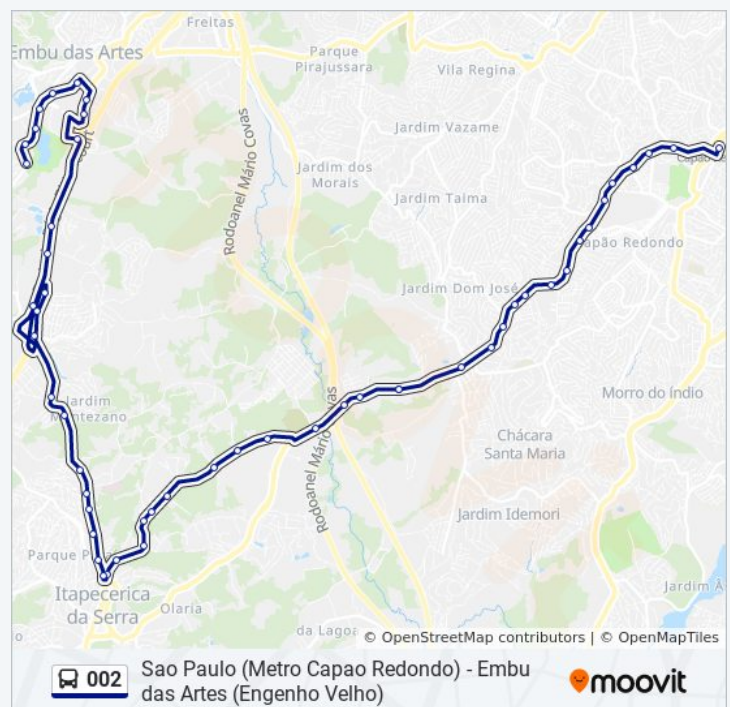 Freitas
Embu das Artes
Parque
Pirajussara
Vila Regina
Rodoanel Mário Covas
Jardim Vazame
Jardim dos
Morais
Jardim Taima
Capão Redondo
Jardim Dom José
Jardim
Montezano
Morro do Índio
Chácara
Santa Maria
Rodoanel Mário Covas
Jardim Idemori
Parque
Itapecerica
da Serra
Olaria
Jardim
da Lagoa
© OpenStreetMap contributors | © OpenMapTiles
002
Sao Paulo (Metro Capao Redondo) - Embu
das Artes (Engenho Velho)
moovit